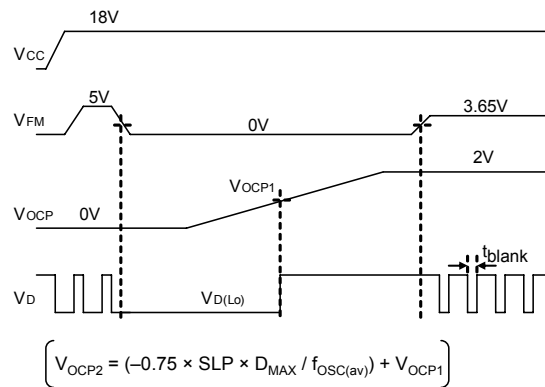 18V
VCC
5V
VFM
0V
3.65V
2V
VOCP1
VOCP
0V
tblank
VD
VD(Lo)
VOCP2 = (–0.75 × SLP × DMAX / fOSC(av)) + VOCP1